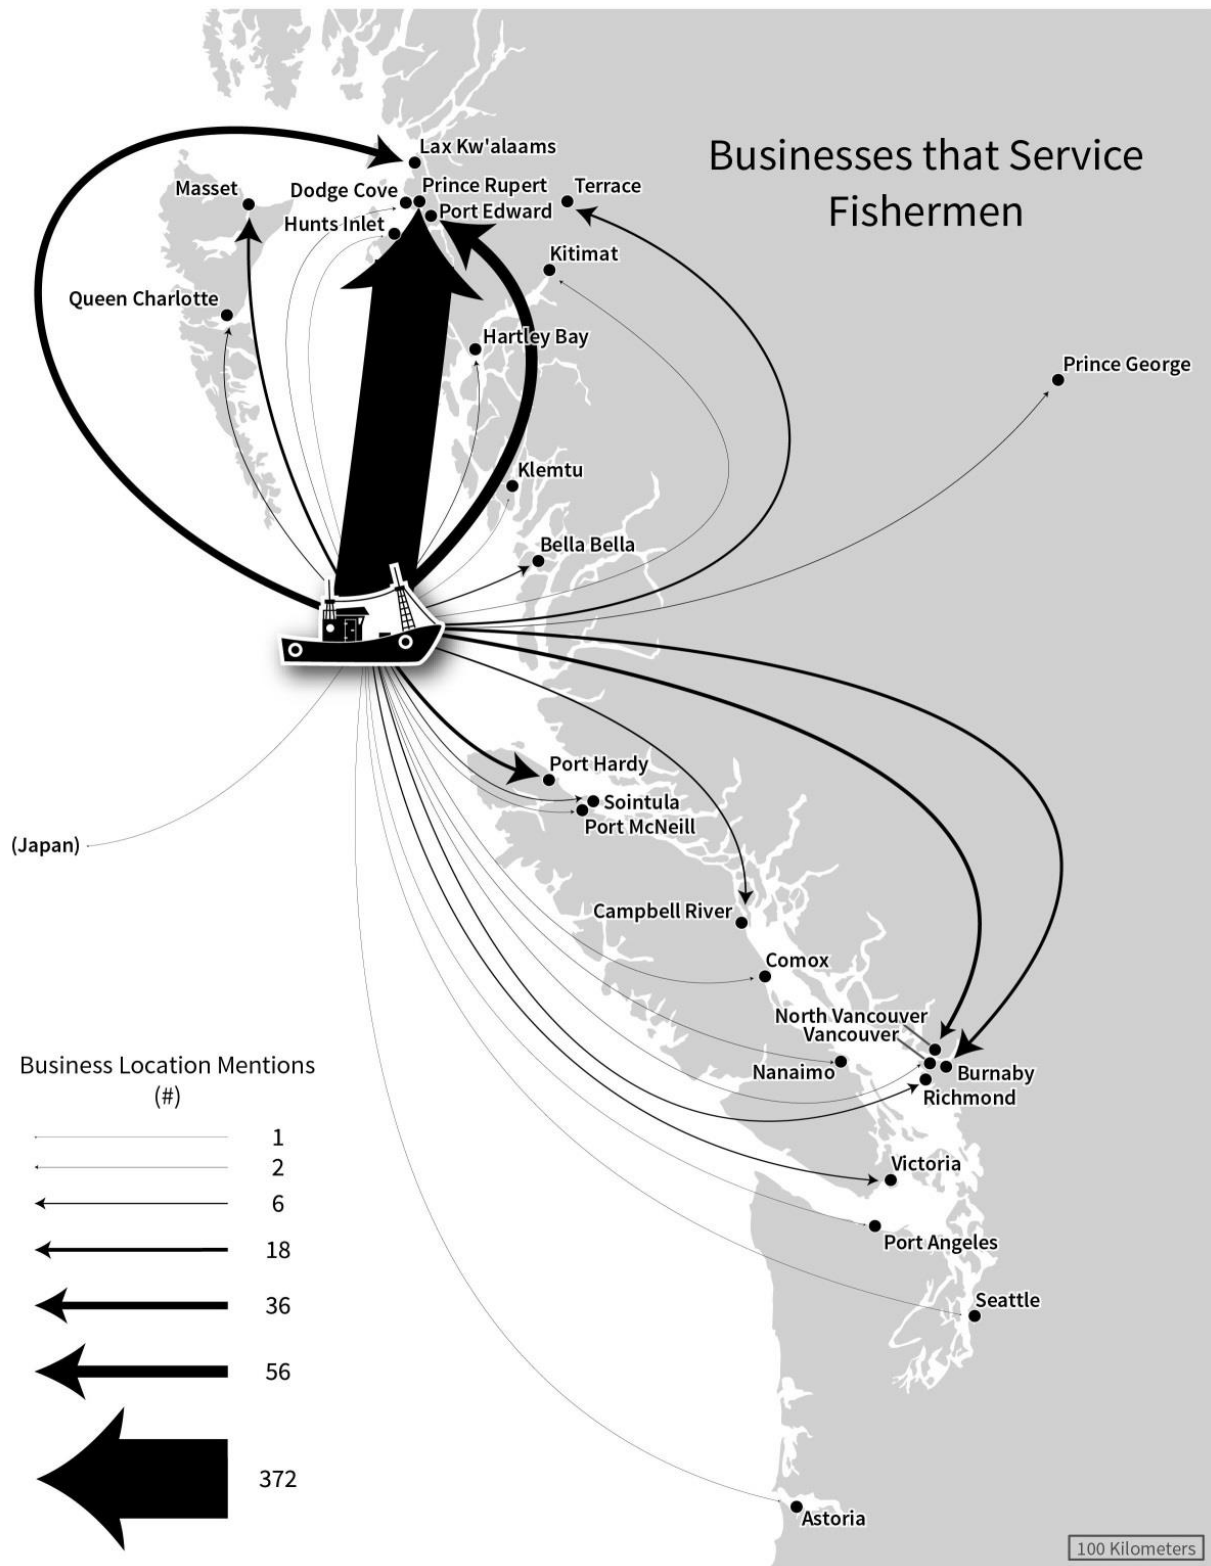 Businesses that Service
Fishermen
Lax Kw'alaams
Masset
Dodge Cove
Prince Rupert
Terrace
Port Edward
Hunts Inlet
Kitimat
Queen Charlotte
Hartley Bay
Prince George
Klemtu
Bella Bella
Port Hardy
Sointula
Port McNeill
(Japan)
Campbell River
Comox
North Vancouver
Vancouver
Nanaimo
Burnaby
Richmond
Victoria
Port Angeles
Seattle
Astoria
Business Location Mentions
(#)
1
2
6
18
36
56
372
100 Kilometers